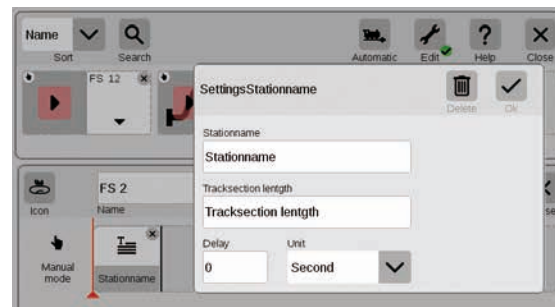 Name
Sort
Search
Automatic
Edit
Help
Close
FS 12
SettingsStationname
Delete
Ok
Stationname
Stationname
Tracksection lentgth
Tracksection lentgth
Delay
Unit
0
Second
Icon
FS 2
Name
Manual
mode
Stationname